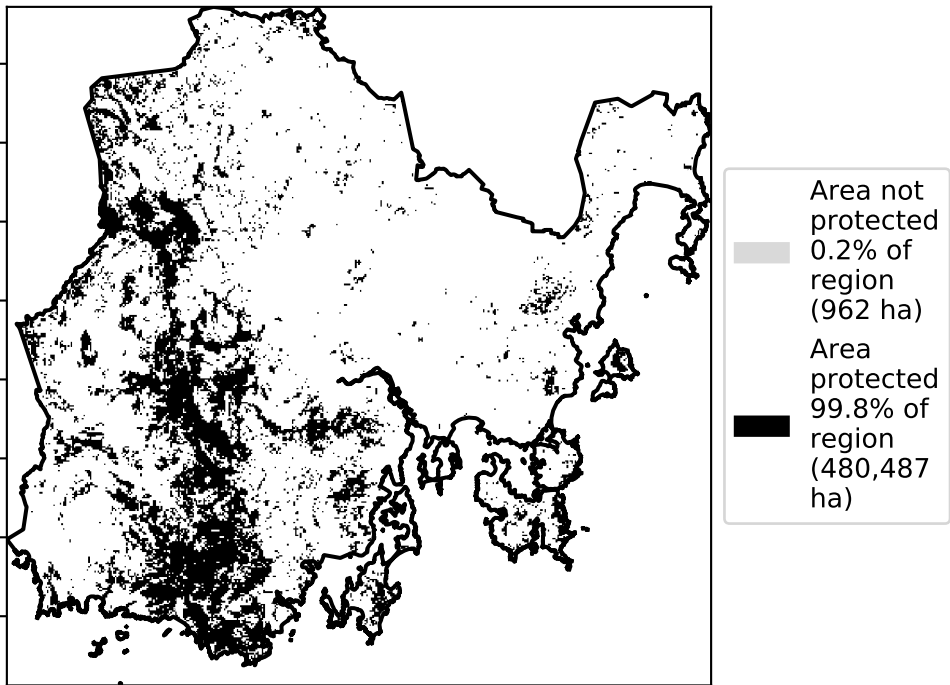 Area not
protected
0.2% of
region
(962 ha)
Area
protected
99.8% of
region
(480,487
ha)